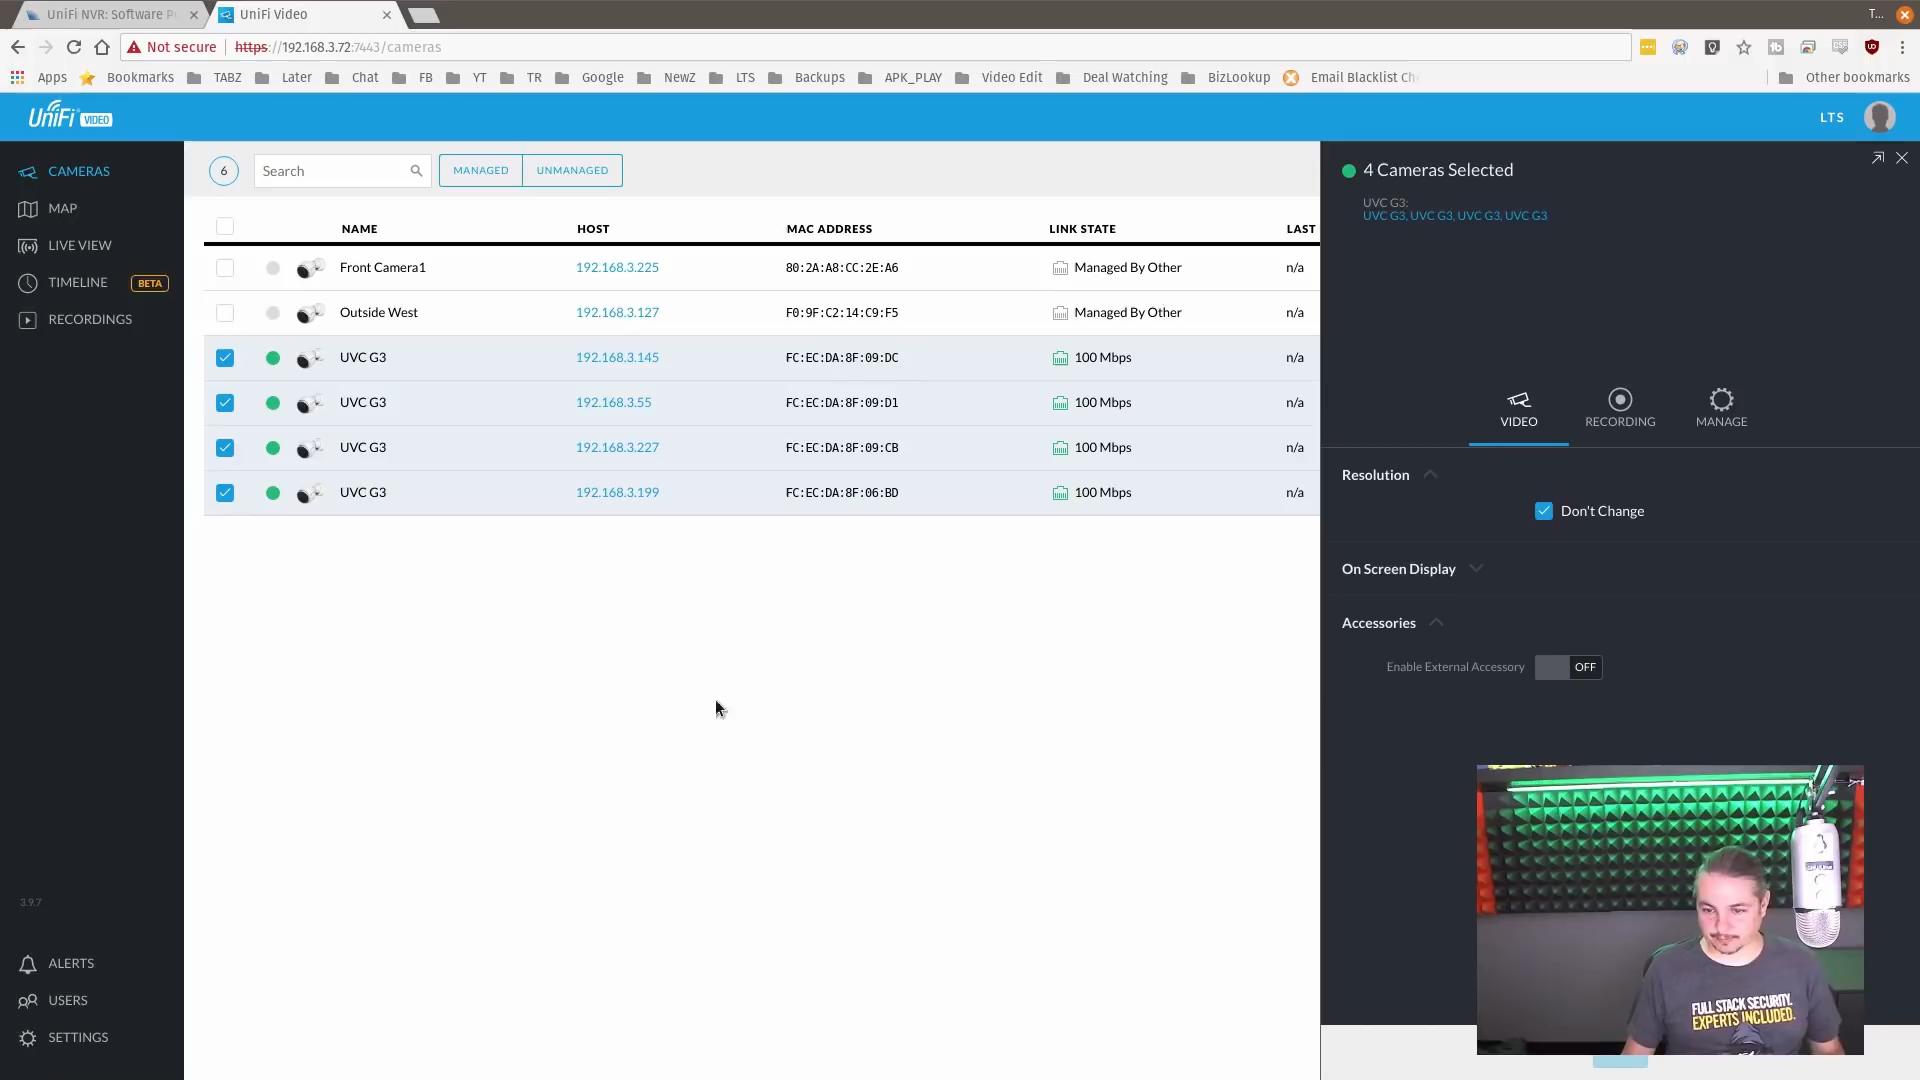 UniFi NVR: Software P
UniFi Video
T...
Not secure
https://192.168.3.72:7443/cameras
Apps
Bookmarks
TABZ
Later
Chat
FB
YT
TR
Google
NewZ
LTS
Backups
APK_PLAY
Video Edit
Deal Watching
BizLookup
Email Blacklist Ch
Other bookmarks
UniFi VIDEO
LTS
CAMERAS
MAP
LIVE VIEW
TIMELINE BETA
RECORDINGS
3.9.7
ALERTS
USERS
SETTINGS
6
Search
MANAGED
UNMANAGED
NAME HOST MAC ADDRESS LINK STATE LAST
Front Camera1 192.168.3.225 80:2A:A8:CC:2E:A6 Managed By Other n/a
Outside West 192.168.3.127 F0:9F:C2:14:C9:F5 Managed By Other n/a
UVC G3 192.168.3.145 FC:EC:DA:8F:09:DC 100 Mbps n/a
UVC G3 192.168.3.55 FC:EC:DA:8F:09:D1 100 Mbps n/a
UVC G3 192.168.3.227 FC:EC:DA:8F:09:CB 100 Mbps n/a
UVC G3 192.168.3.199 FC:EC:DA:8F:06:BD 100 Mbps n/a
4 Cameras Selected
UVC G3:
UVC G3, UVC G3, UVC G3, UVC G3
VIDEO
RECORDING
MANAGE
Resolution
Don't Change
On Screen Display
Accessories
Enable External Accessory OFF
FULL STACK SECURITY.
EXPERTS INCLUDED.